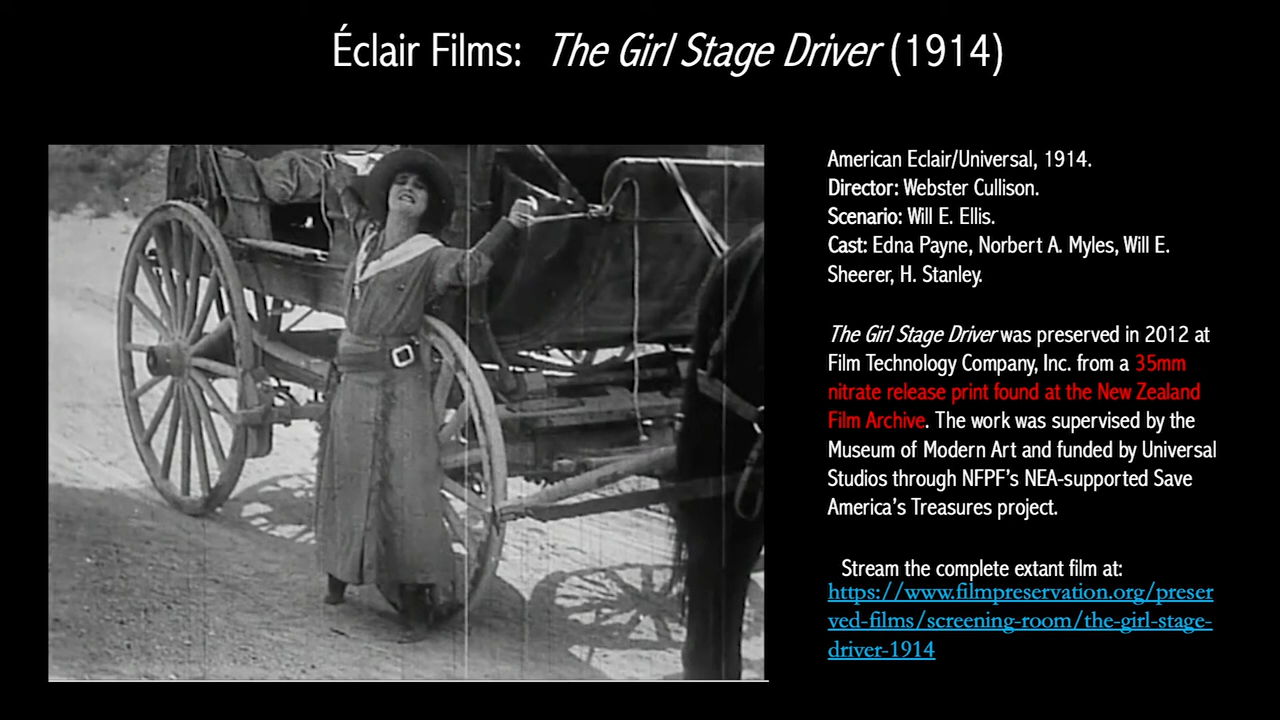 Éclair Films: The Girl Stage Driver (1914)
American Eclair/Universal, 1914.
Director: Webster Cullison.
Scenario: Will E. Ellis.
Cast: Edna Payne, Norbert A. Myles, Will E.
Sheerer, H. Stanley.
The Girl Stage Driver was preserved in 2012 at
Film Technology Company, Inc. from a 35mm
nitrate release print found at the New Zealand
Film Archive. The work was supervised by the
Museum of Modern Art and funded by Universal
Studios through NFPF's NEA-supported Save
America's Treasures project.
Stream the complete extant film at:
https://www.filmpreservation.org/preser
ved-films/screening-room/the-girl-stage-
driver-1914